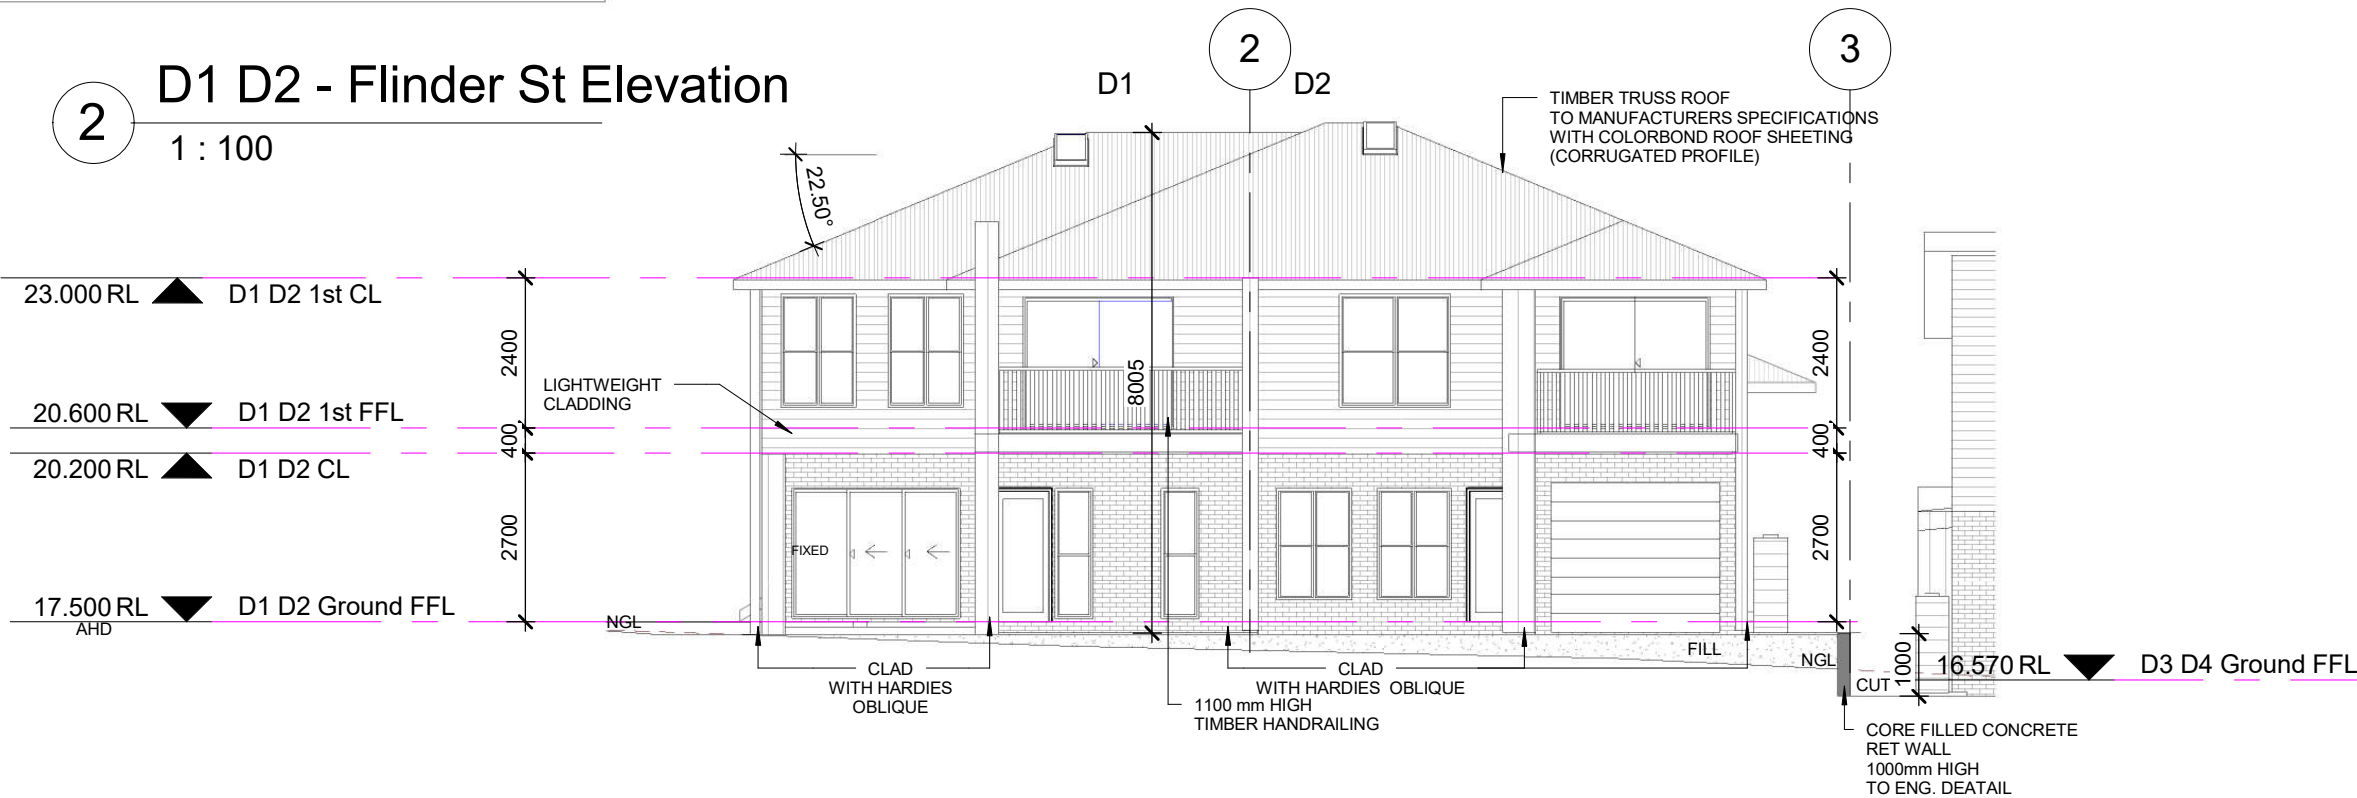 2
D1 D2 - Flinder St Elevation
1 : 100
D1
2
D2
3
TIMBER TRUSS ROOF
TO MANUFACTURERS SPECIFICATIONS
WITH COLORBOND ROOF SHEETING
(CORRUGATED PROFILE)
22.50°
23.000 RL
D1 D2 1st CL
2400
8005
2400
LIGHTWEIGHT
CLADDING
20.600 RL
D1 D2 1st FFL
400
400
20.200 RL
D1 D2 CL
2700
FIXED
2700
17.500 RL
AHD
D1 D2 Ground FFL
NGL
FILL
NGL
CUT
1000
16.570 RL
D3 D4 Ground FFL
CLAD
WITH HARDIES
OBLIQUE
CLAD
WITH HARDIES OBLIQUE
1100 mm HIGH
TIMBER HANDRAILING
CORE FILLED CONCRETE
RET WALL
1000mm HIGH
TO ENG. DEATAIL